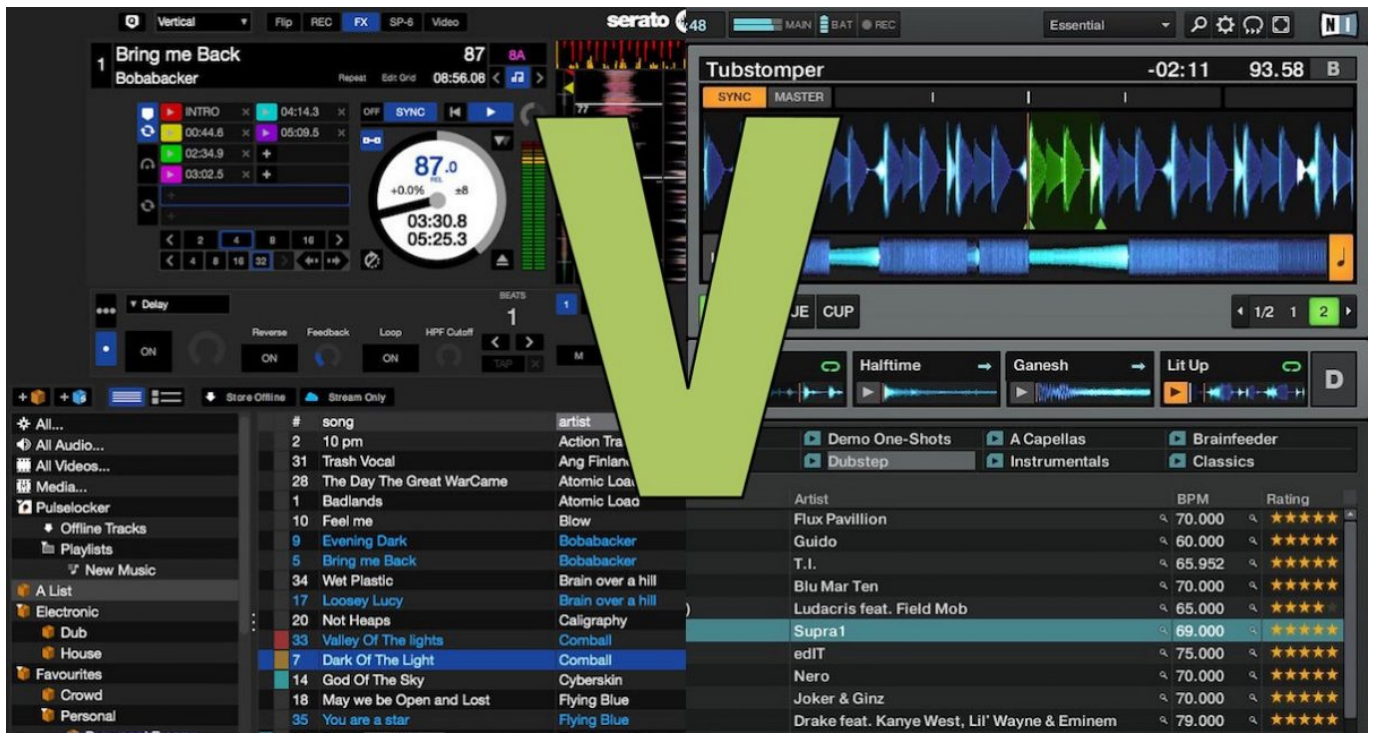 Vertical
Flip REC FX SP-6 Video
serato
1 Bring me Back 87 8A
Bobabacker Repeat Edit Grid 08:56.08
INTRO 04:14.3 OFF SYNC
00:44.6 05:09.5
02:34.9
03:02.5
87.0
REL
+0.0% ±8
03:30.8
05:25.3
2 4 8 16
4 8 16 32
Delay BEATS
1 1
Reverse Feedback Loop HPF Cutoff
ON ON ON TAP M
Store Offline Stream Only
All...
All Audio...
All Videos...
Media...
Pulselocker
Offline Tracks
Playlists
New Music
A List
Electronic
Dub
House
Favourites
Crowd
Personal
# song artist
2 10 pm Action Tra
31 Trash Vocal Ang Finlan
28 The Day The Great WarCame Atomic Loa
1 Badlands Atomic Load
10 Feel me Blow
9 Evening Dark Bobabacker
5 Bring me Back Bobabacker
34 Wet Plastic Brain over a hill
17 Loosey Lucy Brain over a hill
20 Not Heaps Caligraphy
33 Valley Of The lights Comball
7 Dark Of The Light Comball
14 God Of The Sky Cyberskin
18 May we be Open and Lost Flying Blue
35 You are a star Flying Blue
V
:48 MAIN BAT REC Essential
Tubstomper -02:11 93.58 B
SYNC MASTER
UE CUP 1/2 1 2
Halftime Ganesh Lit Up D
Demo One-Shots A Capellas Brainfeeder
Dubstep Instrumentals Classics
Artist BPM Rating
Flux Pavillion 70.000
Guido 60.000
T.I. 65.952
Blu Mar Ten 70.000
Ludacris feat. Field Mob 65.000
Supra1 69.000
edIT 75.000
Nero 70.000
Joker & Ginz 70.000
Drake feat. Kanye West, Lil' Wayne & Eminem 79.000